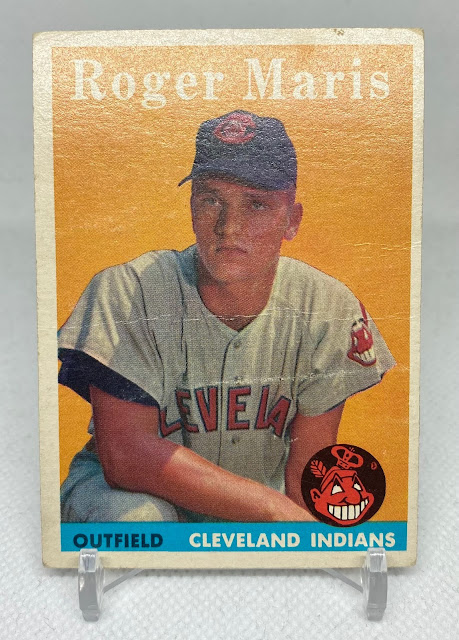 Roger Maris
C
CLEVELA
OUTFIELD CLEVELAND INDIANS